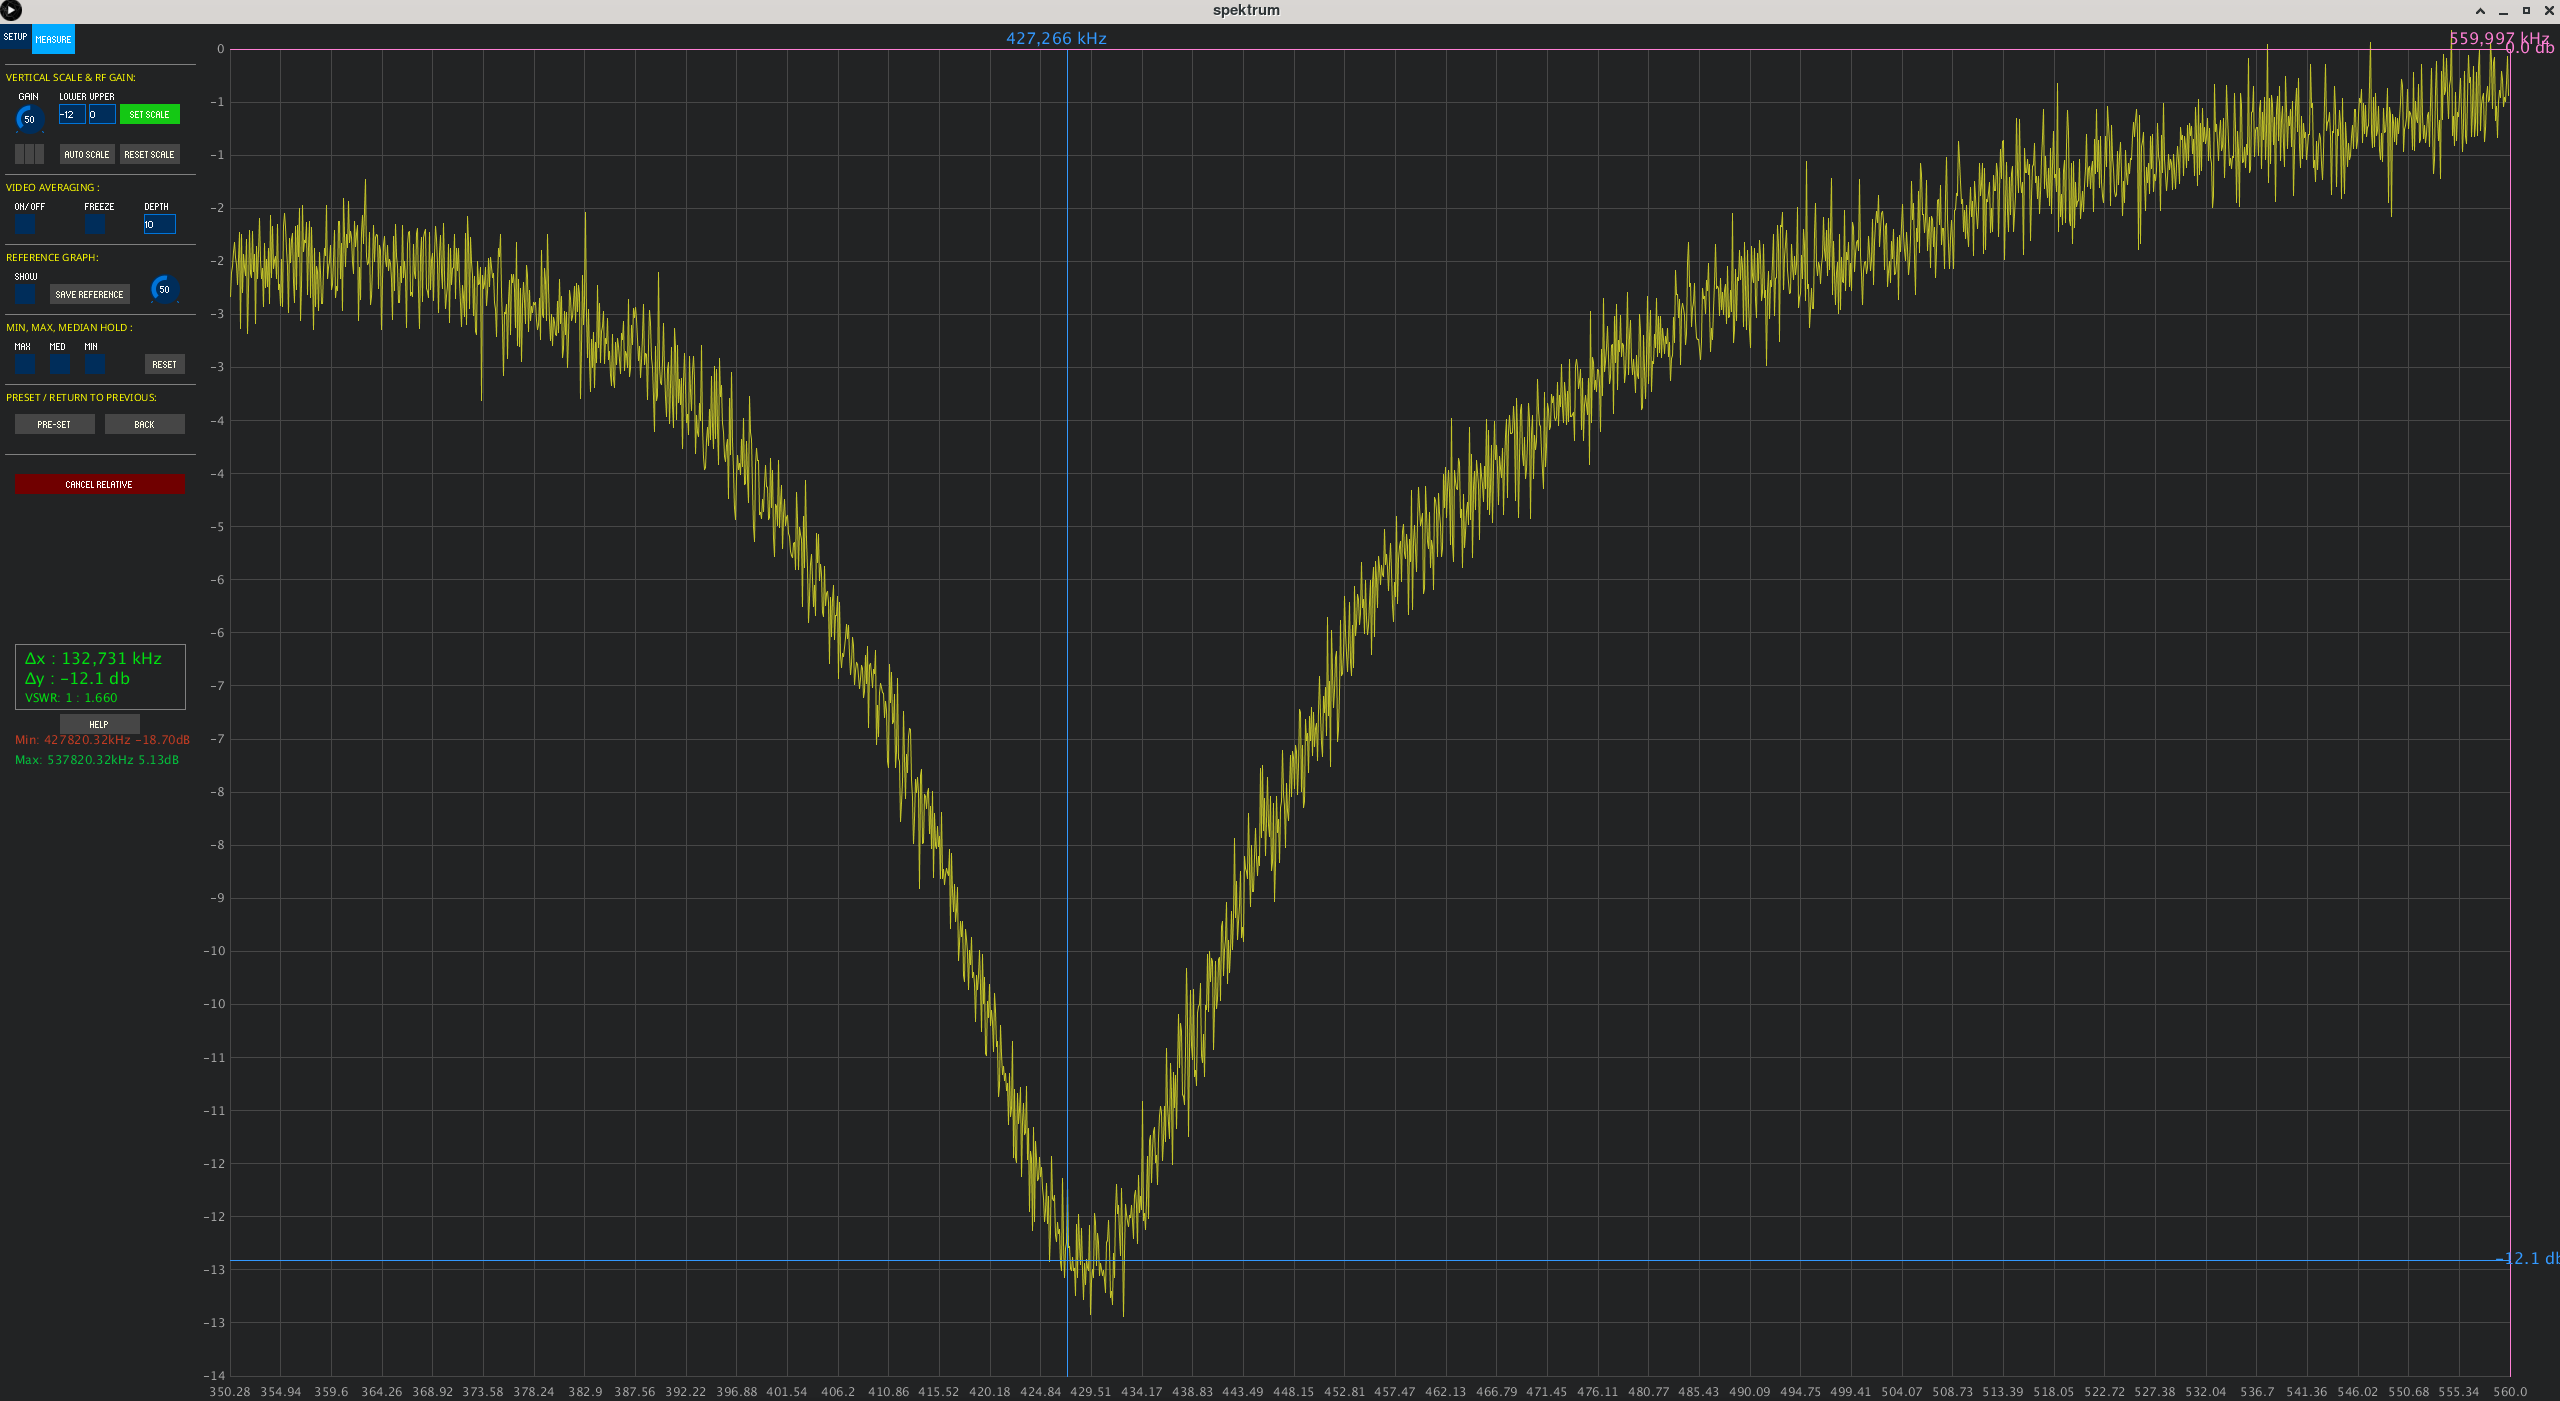 spektrum
SETUP MEASURE
427,266 kHz
559,997 kHz
0.0 db
VERTICAL SCALE & RF GAIN:
GAIN LOWER UPPER
50 -12 0 SET SCALE
AUTO SCALE RESET SCALE
VIDEO AVERAGING :
ON/OFF FREEZE DEPTH
10
REFERENCE GRAPH:
SHOW
SAVE REFERENCE 50
MIN, MAX, MEDIAN HOLD :
MAX MED MIN
RESET
PRESET / RETURN TO PREVIOUS:
PRE-SET BACK
CANCEL RELATIVE
Δx : 132,731 kHz
Δy : -12.1 db
VSWR: 1 : 1.660
HELP
Min: 427820.32kHz -18.70dB
Max: 537820.32kHz 5.13dB
0
-1
-1
-2
-2
-3
-3
-4
-4
-5
-6
-6
-7
-7
-8
-8
-9
-10
-10
-11
-11
-12
-12
-13
-13
-14
-12.1 db
350.28 354.94 359.6 364.26 368.92 373.58 378.24 382.9 387.56 392.22 396.88 401.54 406.2 410.86 415.52 420.18 424.84 429.51 434.17 438.83 443.49 448.15 452.81 457.47 462.13 466.79 471.45 476.11 480.77 485.43 490.09 494.75 499.41 504.07 508.73 513.39 518.05 522.72 527.38 532.04 536.7 541.36 546.02 550.68 555.34 560.0